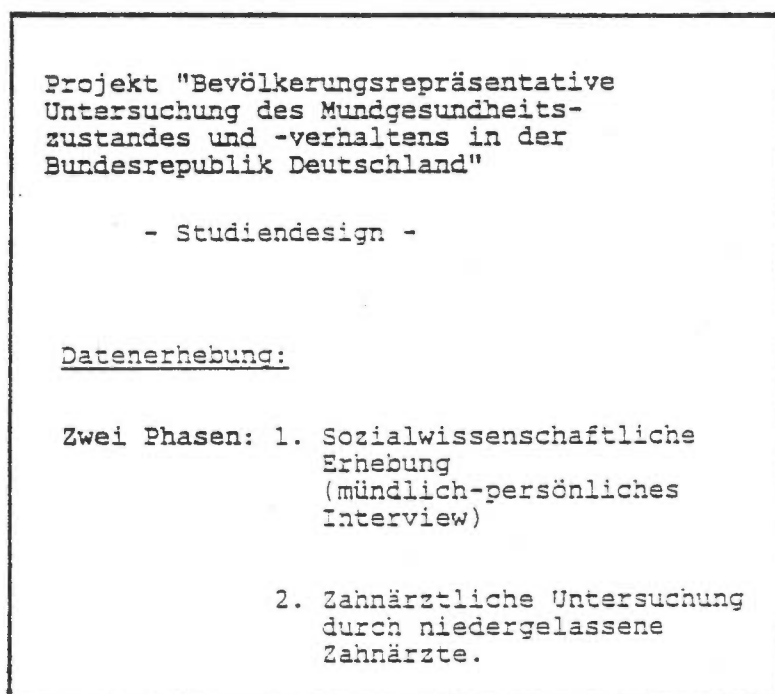 Projekt "Bevölkerungsrepräsentative
Untersuchung des Mundgesundheits-
zustandes und -verhaltens in der
Bundesrepublik Deutschland"
- Studiendesign -
Datenerhebung:
Zwei Phasen: 1. Sozialwissenschaftliche
Erhebung
(mündlich-persönliches
Interview)
2. Zahnärztliche Untersuchung
durch niedergelassene
Zahnärzte.